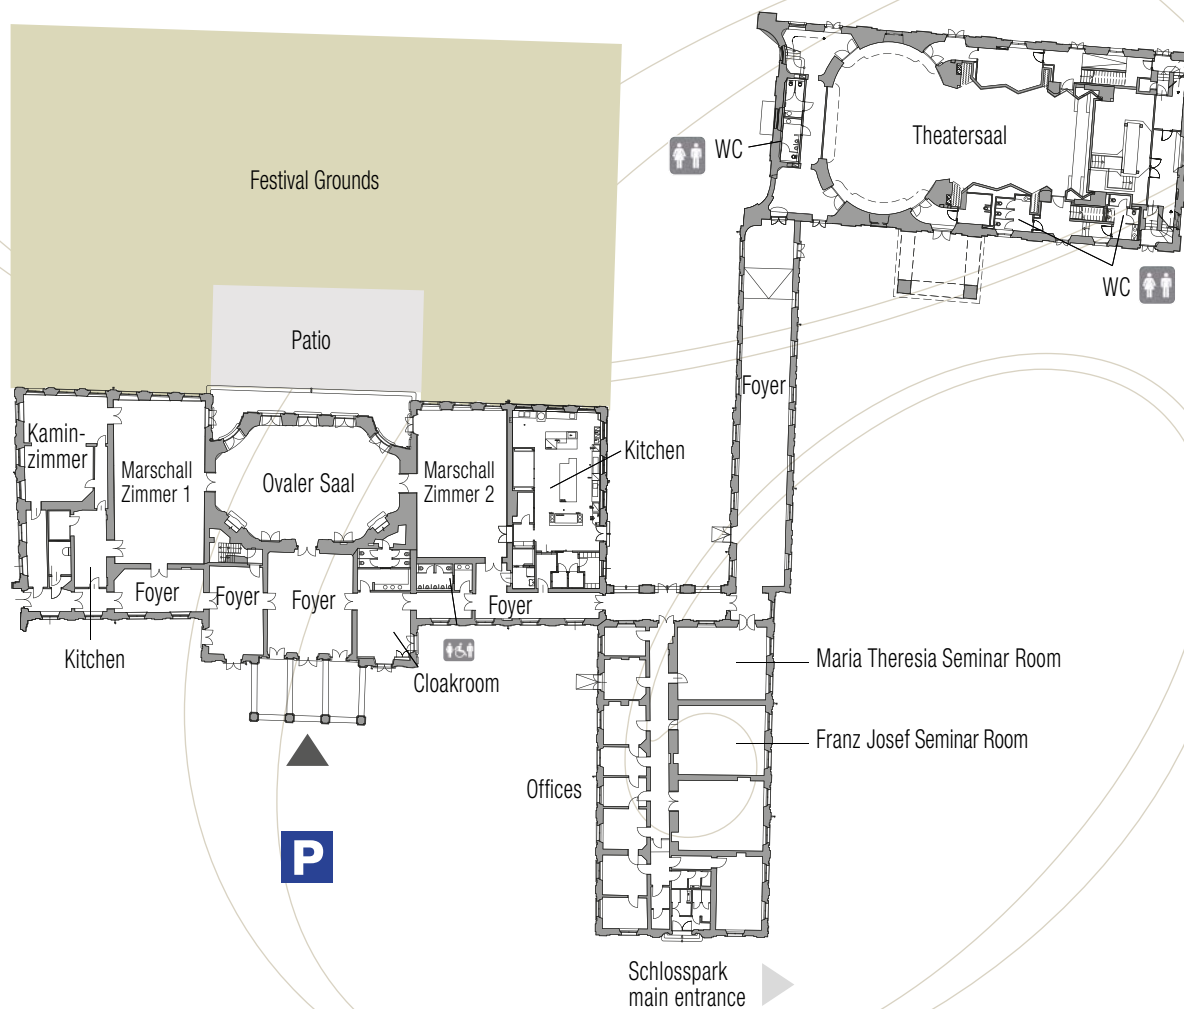 Theatersaal
WC
Festival Grounds
WC
Patio
Foyer
Kamin-
zimmer
Marschall
Zimmer 1
Ovaler Saal
Marschall
Zimmer 2
Kitchen
Foyer
Foyer
Foyer
Foyer
Kitchen
Cloakroom
Maria Theresia Seminar Room
Franz Josef Seminar Room
Offices
P
Schlosspark
main entrance